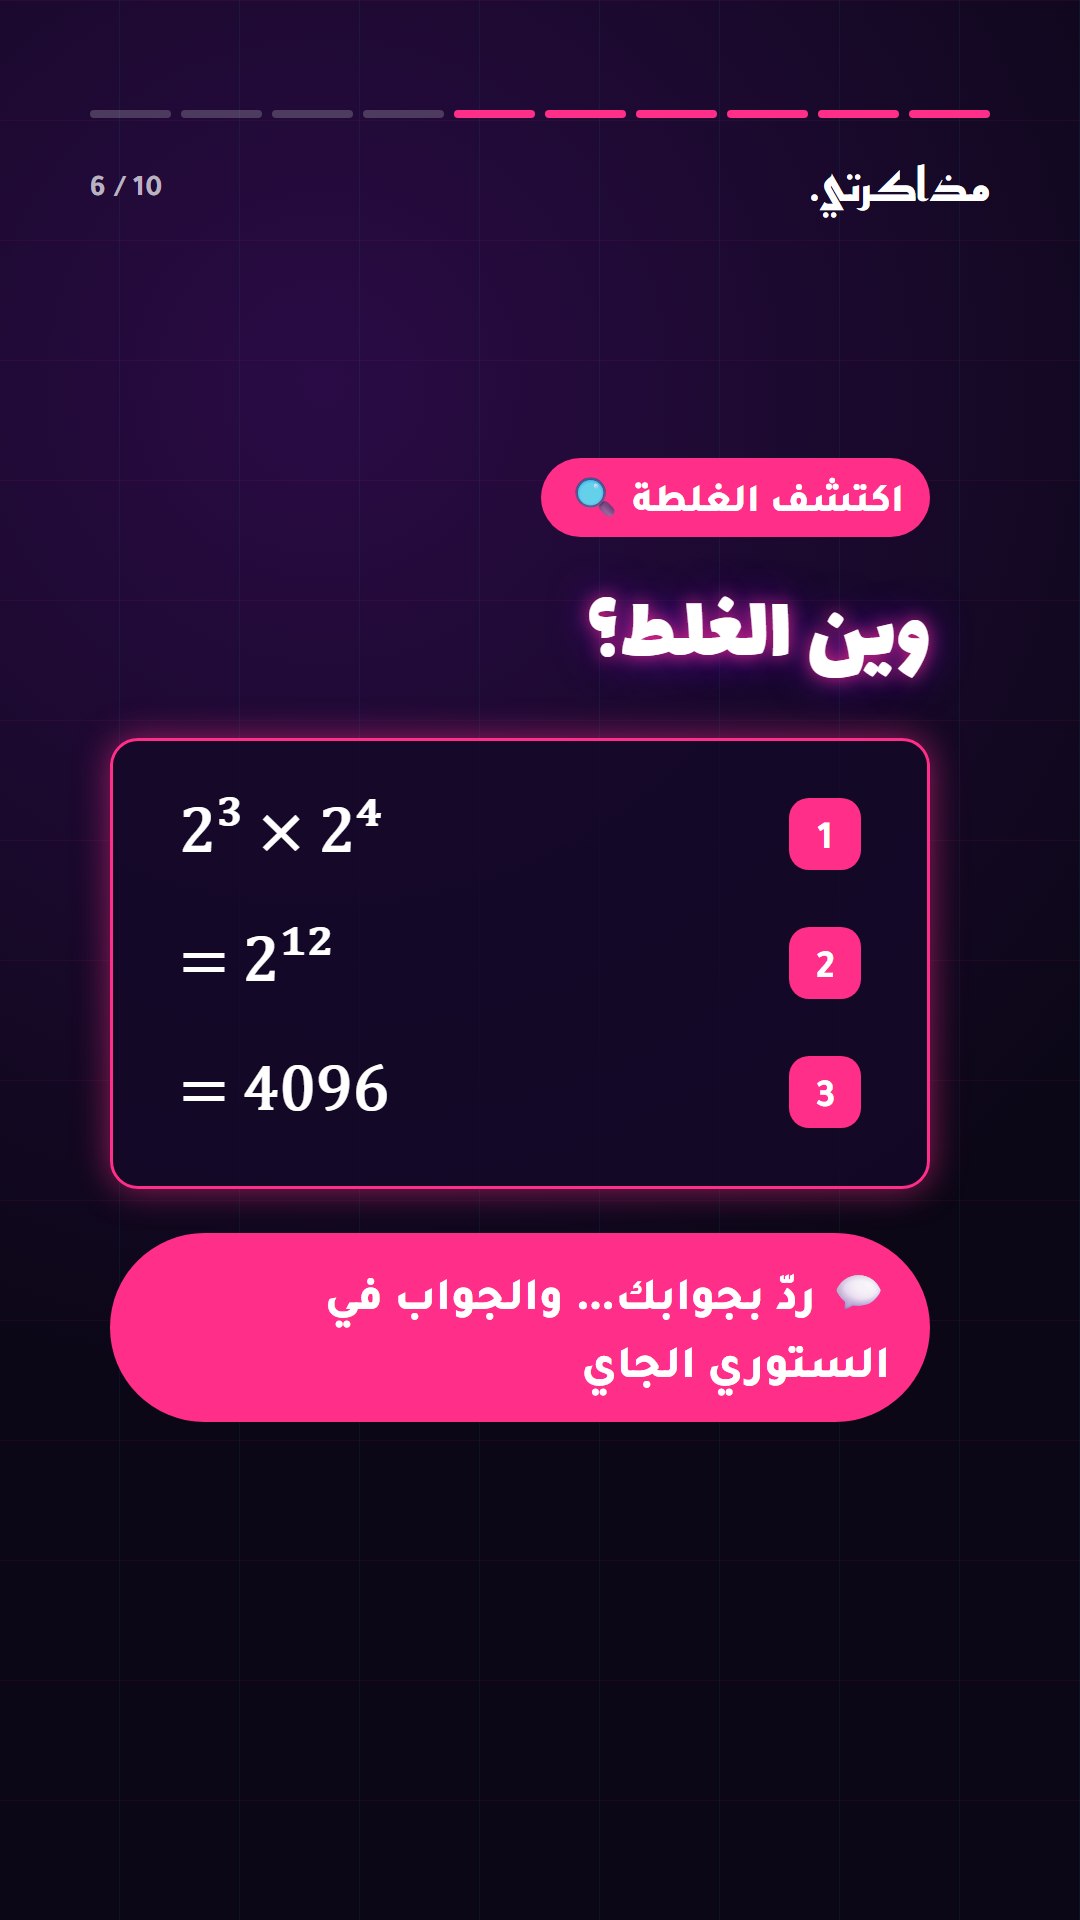 مذاكرتي.
6 / 10
اكتشف الغلطة 🔍
وين الغلط؟
1 2³ × 2⁴
2 = 2¹²
3 = 4096
💬 ردّ بجوابك... والجواب في
الستوري الجاي